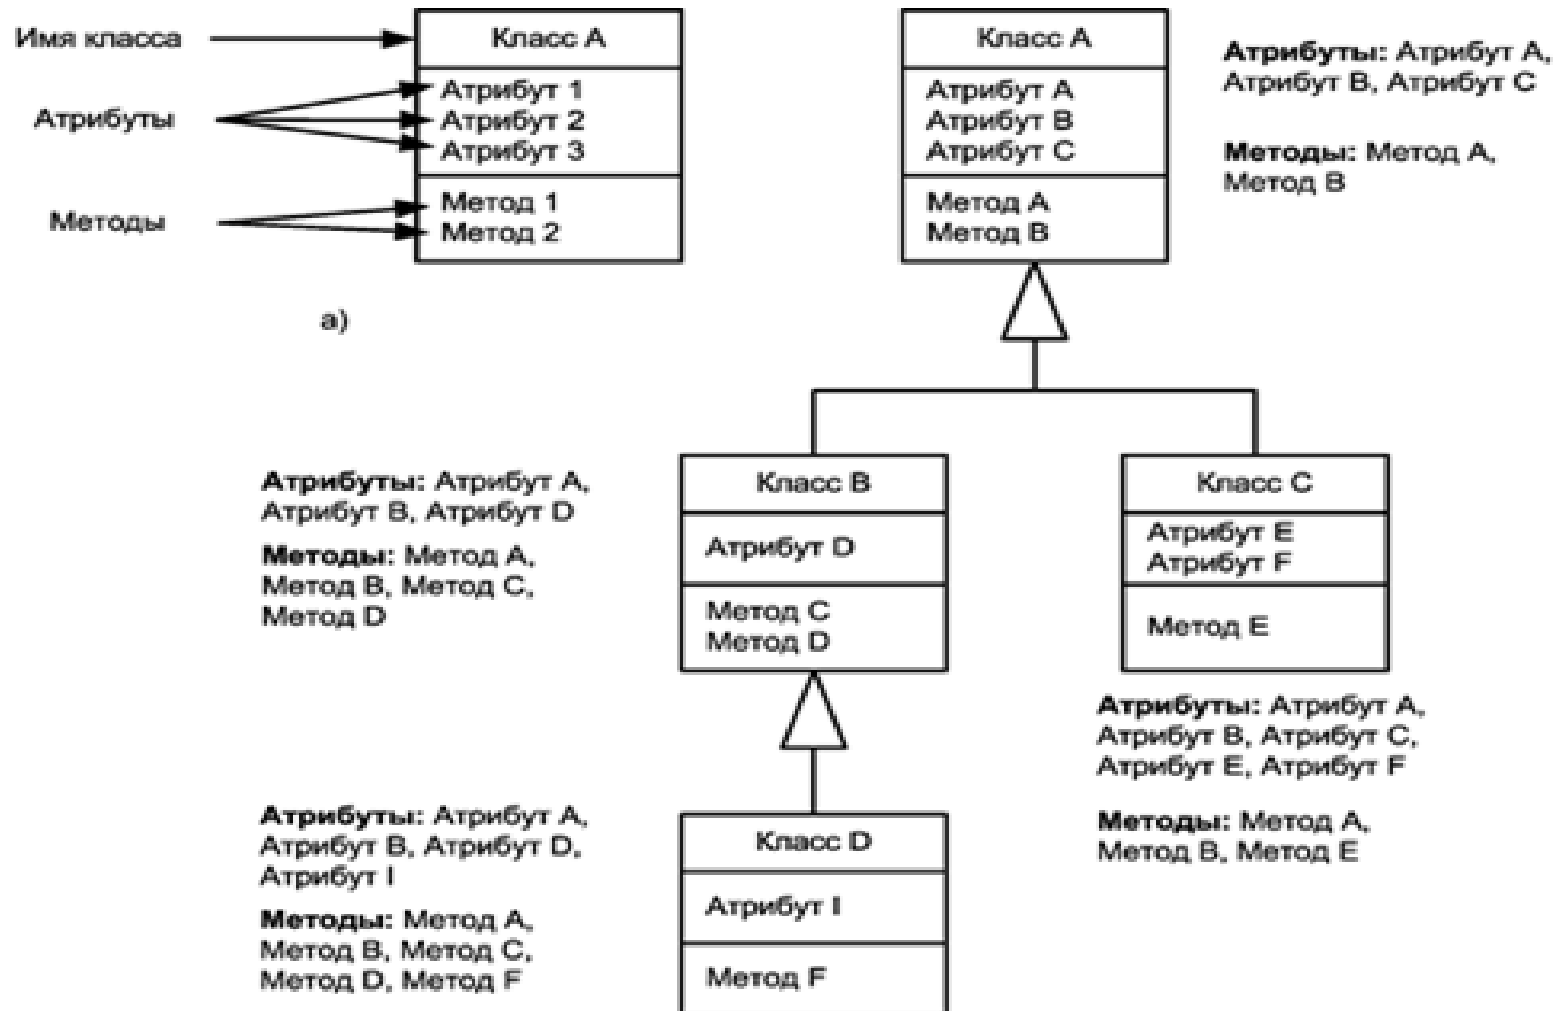 Имя класса
Атрибуты
Методы
Класс A
Атрибут 1
Атрибут 2
Атрибут 3
Метод 1
Метод 2
а)
Класс A
Атрибут A
Атрибут B
Атрибут C
Метод A
Метод B
Атрибуты: Атрибут A,
Атрибут B, Атрибут C
Методы: Метод A,
Метод B
Атрибуты: Атрибут A,
Атрибут B, Атрибут D
Методы: Метод A,
Метод B, Метод C,
Метод D
Класс B
Атрибут D
Метод C
Метод D
Класс C
Атрибут E
Атрибут F
Метод E
Атрибуты: Атрибут A,
Атрибут B, Атрибут C,
Атрибут E, Атрибут F
Методы: Метод A,
Метод B, Метод E
Атрибуты: Атрибут A,
Атрибут B, Атрибут D,
Атрибут I
Методы: Метод A,
Метод B, Метод C,
Метод D, Метод F
Класс D
Атрибут I
Метод F